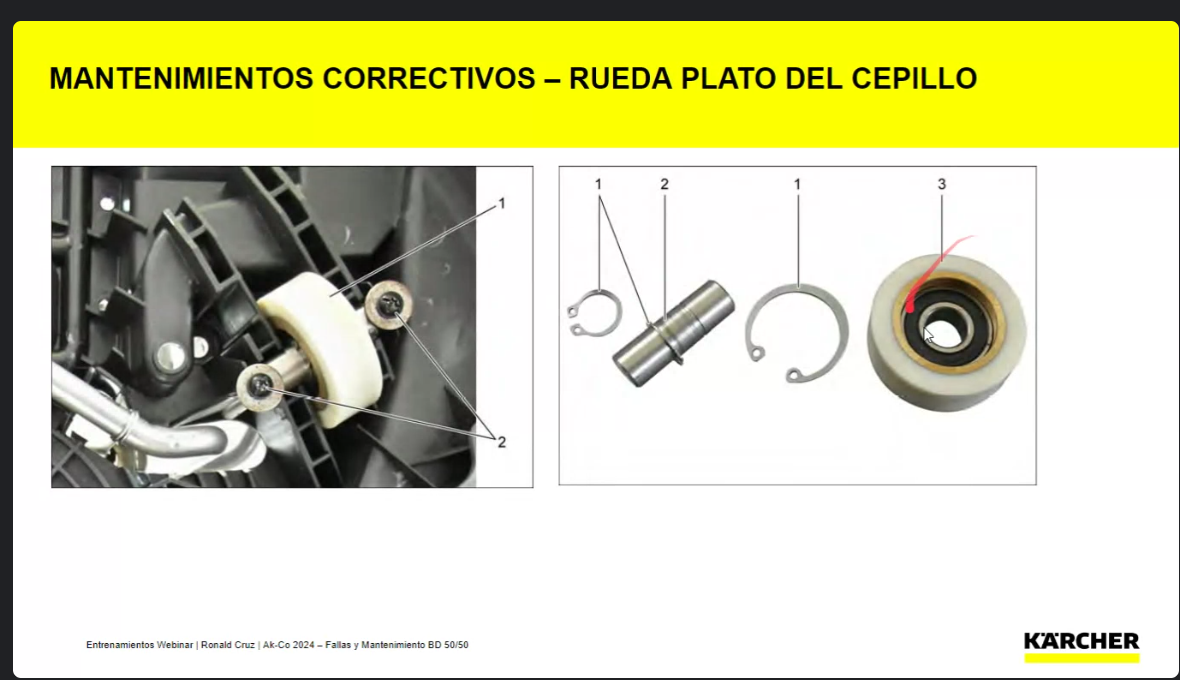 MANTENIMIENTOS CORRECTIVOS – RUEDA PLATO DEL CEPILLO
1
2
1
2
1
3
Entrenamientos Webinar | Ronald Cruz | Ak-Co 2024 – Fallas y Mantenimiento BD 50/50
KÄRCHER